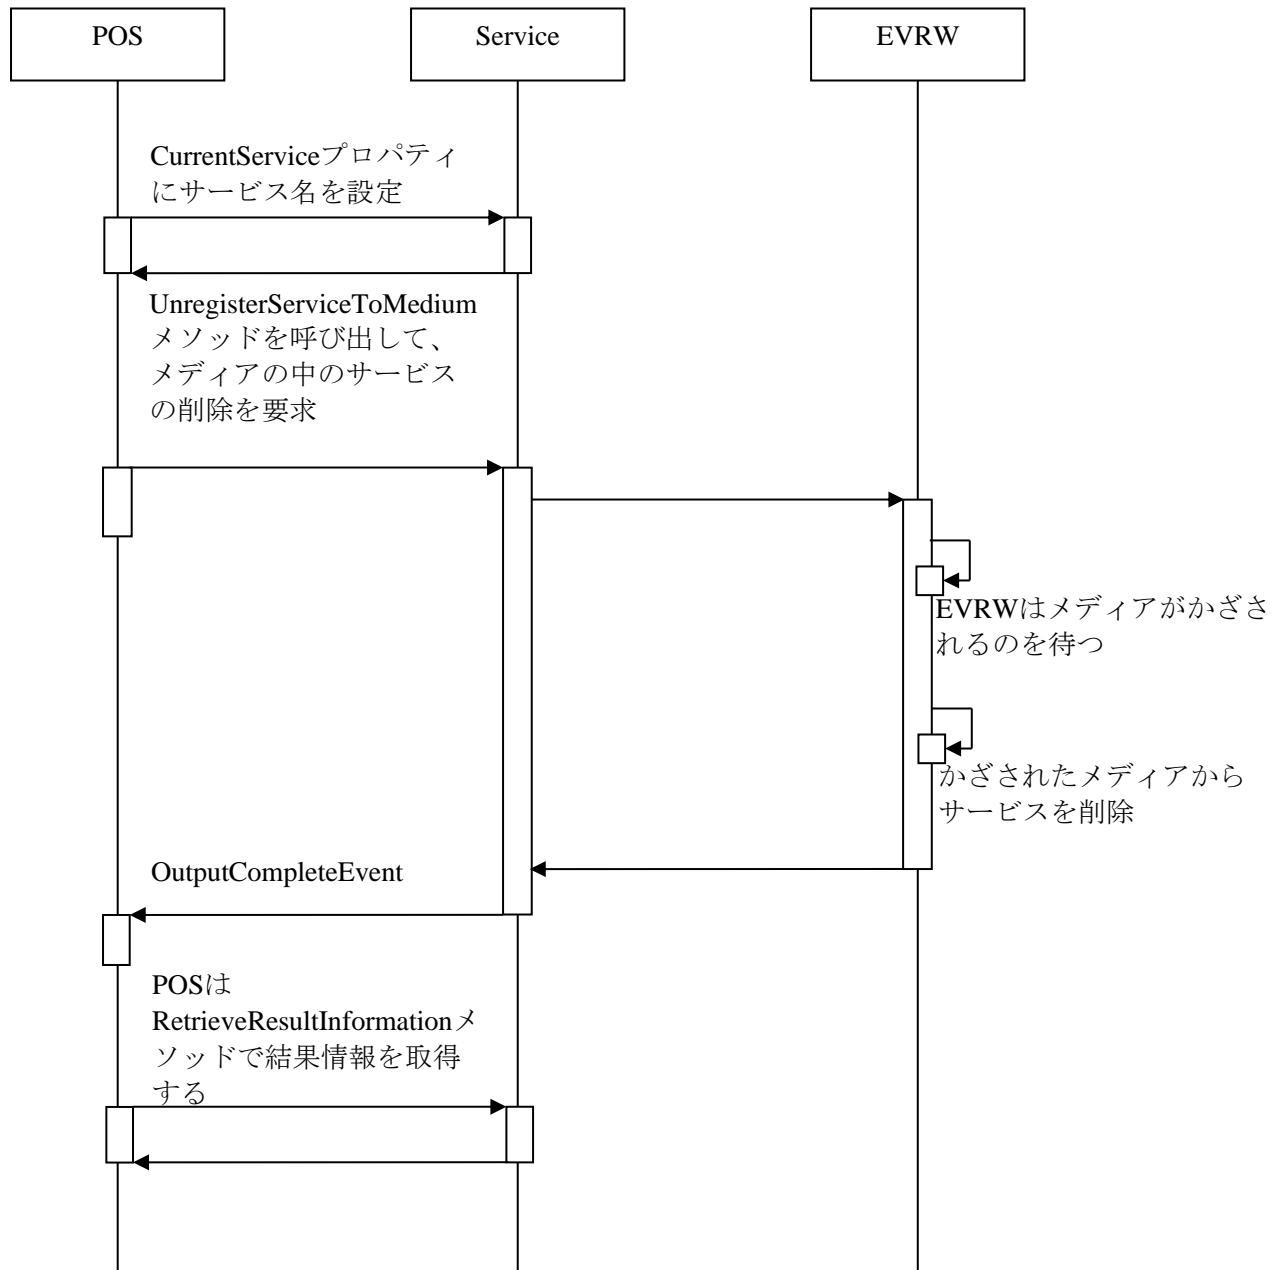 POS
Service
EVRW
CurrentServiceプロパティ
にサービス名を設定
UnregisterServiceToMedium
メソッドを呼び出して、
メディアの中のサービス
の削除を要求
EVRWはメディアがかざさ
れるのを待つ
かざされたメディアから
サービスを削除
OutputCompleteEvent
POSは
RetrieveResultInformationメ
ソッドで結果情報を取得
する